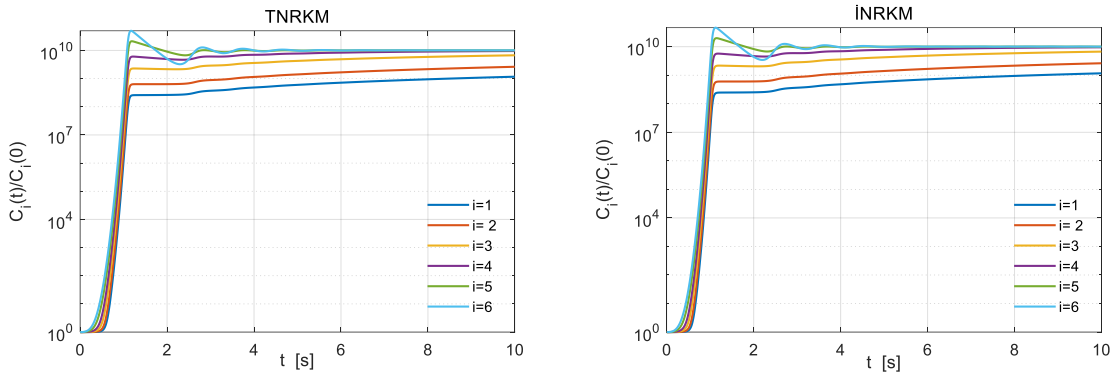 TNRKM
10^10
10^7
10^4
10^0
C_i(t)/C_i(0)
i=1
i= 2
i=3
i=4
i=5
i=6
0 2 4 6 8 10
t [s]
İNRKM
10^10
10^7
10^4
10^0
C_i(t)/C_i(0)
i=1
i= 2
i=3
i=4
i=5
i=6
0 2 4 6 8 10
t [s]